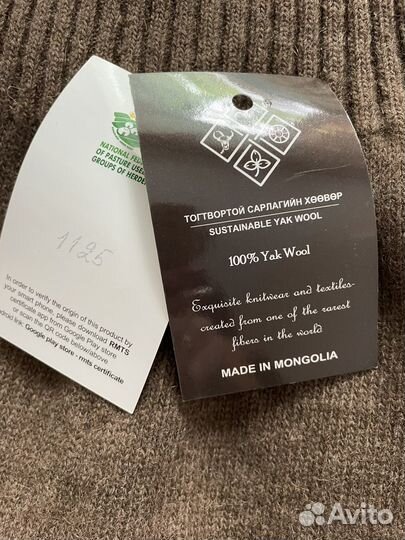 NATIONAL
OF PASTURE
GROUPS OF
1125
In order to verify the origin of this product by
your smart phone, please download RMTS
certificate app from Google Play store
or scan the QR code below/above
link: Google play store - rmts certificate
ТОГТВОРТОЙ САРЛАГИЙН ХӨӨВӨР
SUSTAINABLE YAK WOOL
100% Yak Wool
Exquisite knitwear and textiles-
created from one of the rarest
fibers in the world
MADE IN MONGOLIA
Avito